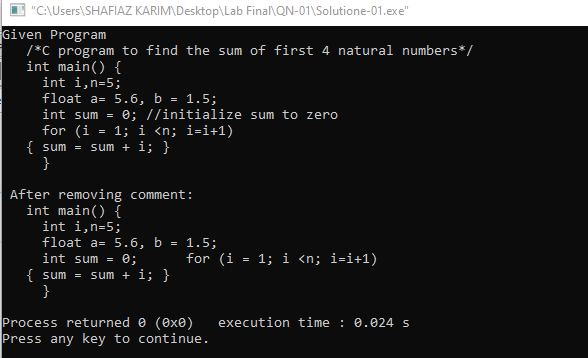 "C:\Users\SHAFIAZ KARIM\Desktop\Lab Final\QN-01\Solutione-01.exe"
Given Program
/*C program to find the sum of first 4 natural numbers*/
int main() {
int i,n=5;
float a= 5.6, b = 1.5;
int sum = 0; //initialize sum to zero
for (i = 1; i <n; i=i+1)
{ sum = sum + i; }
}
After removing comment:
int main() {
int i,n=5;
float a= 5.6, b = 1.5;
int sum = 0;      for (i = 1; i <n; i=i+1)
{ sum = sum + i; }
}
Process returned 0 (0x0)   execution time : 0.024 s
Press any key to continue.